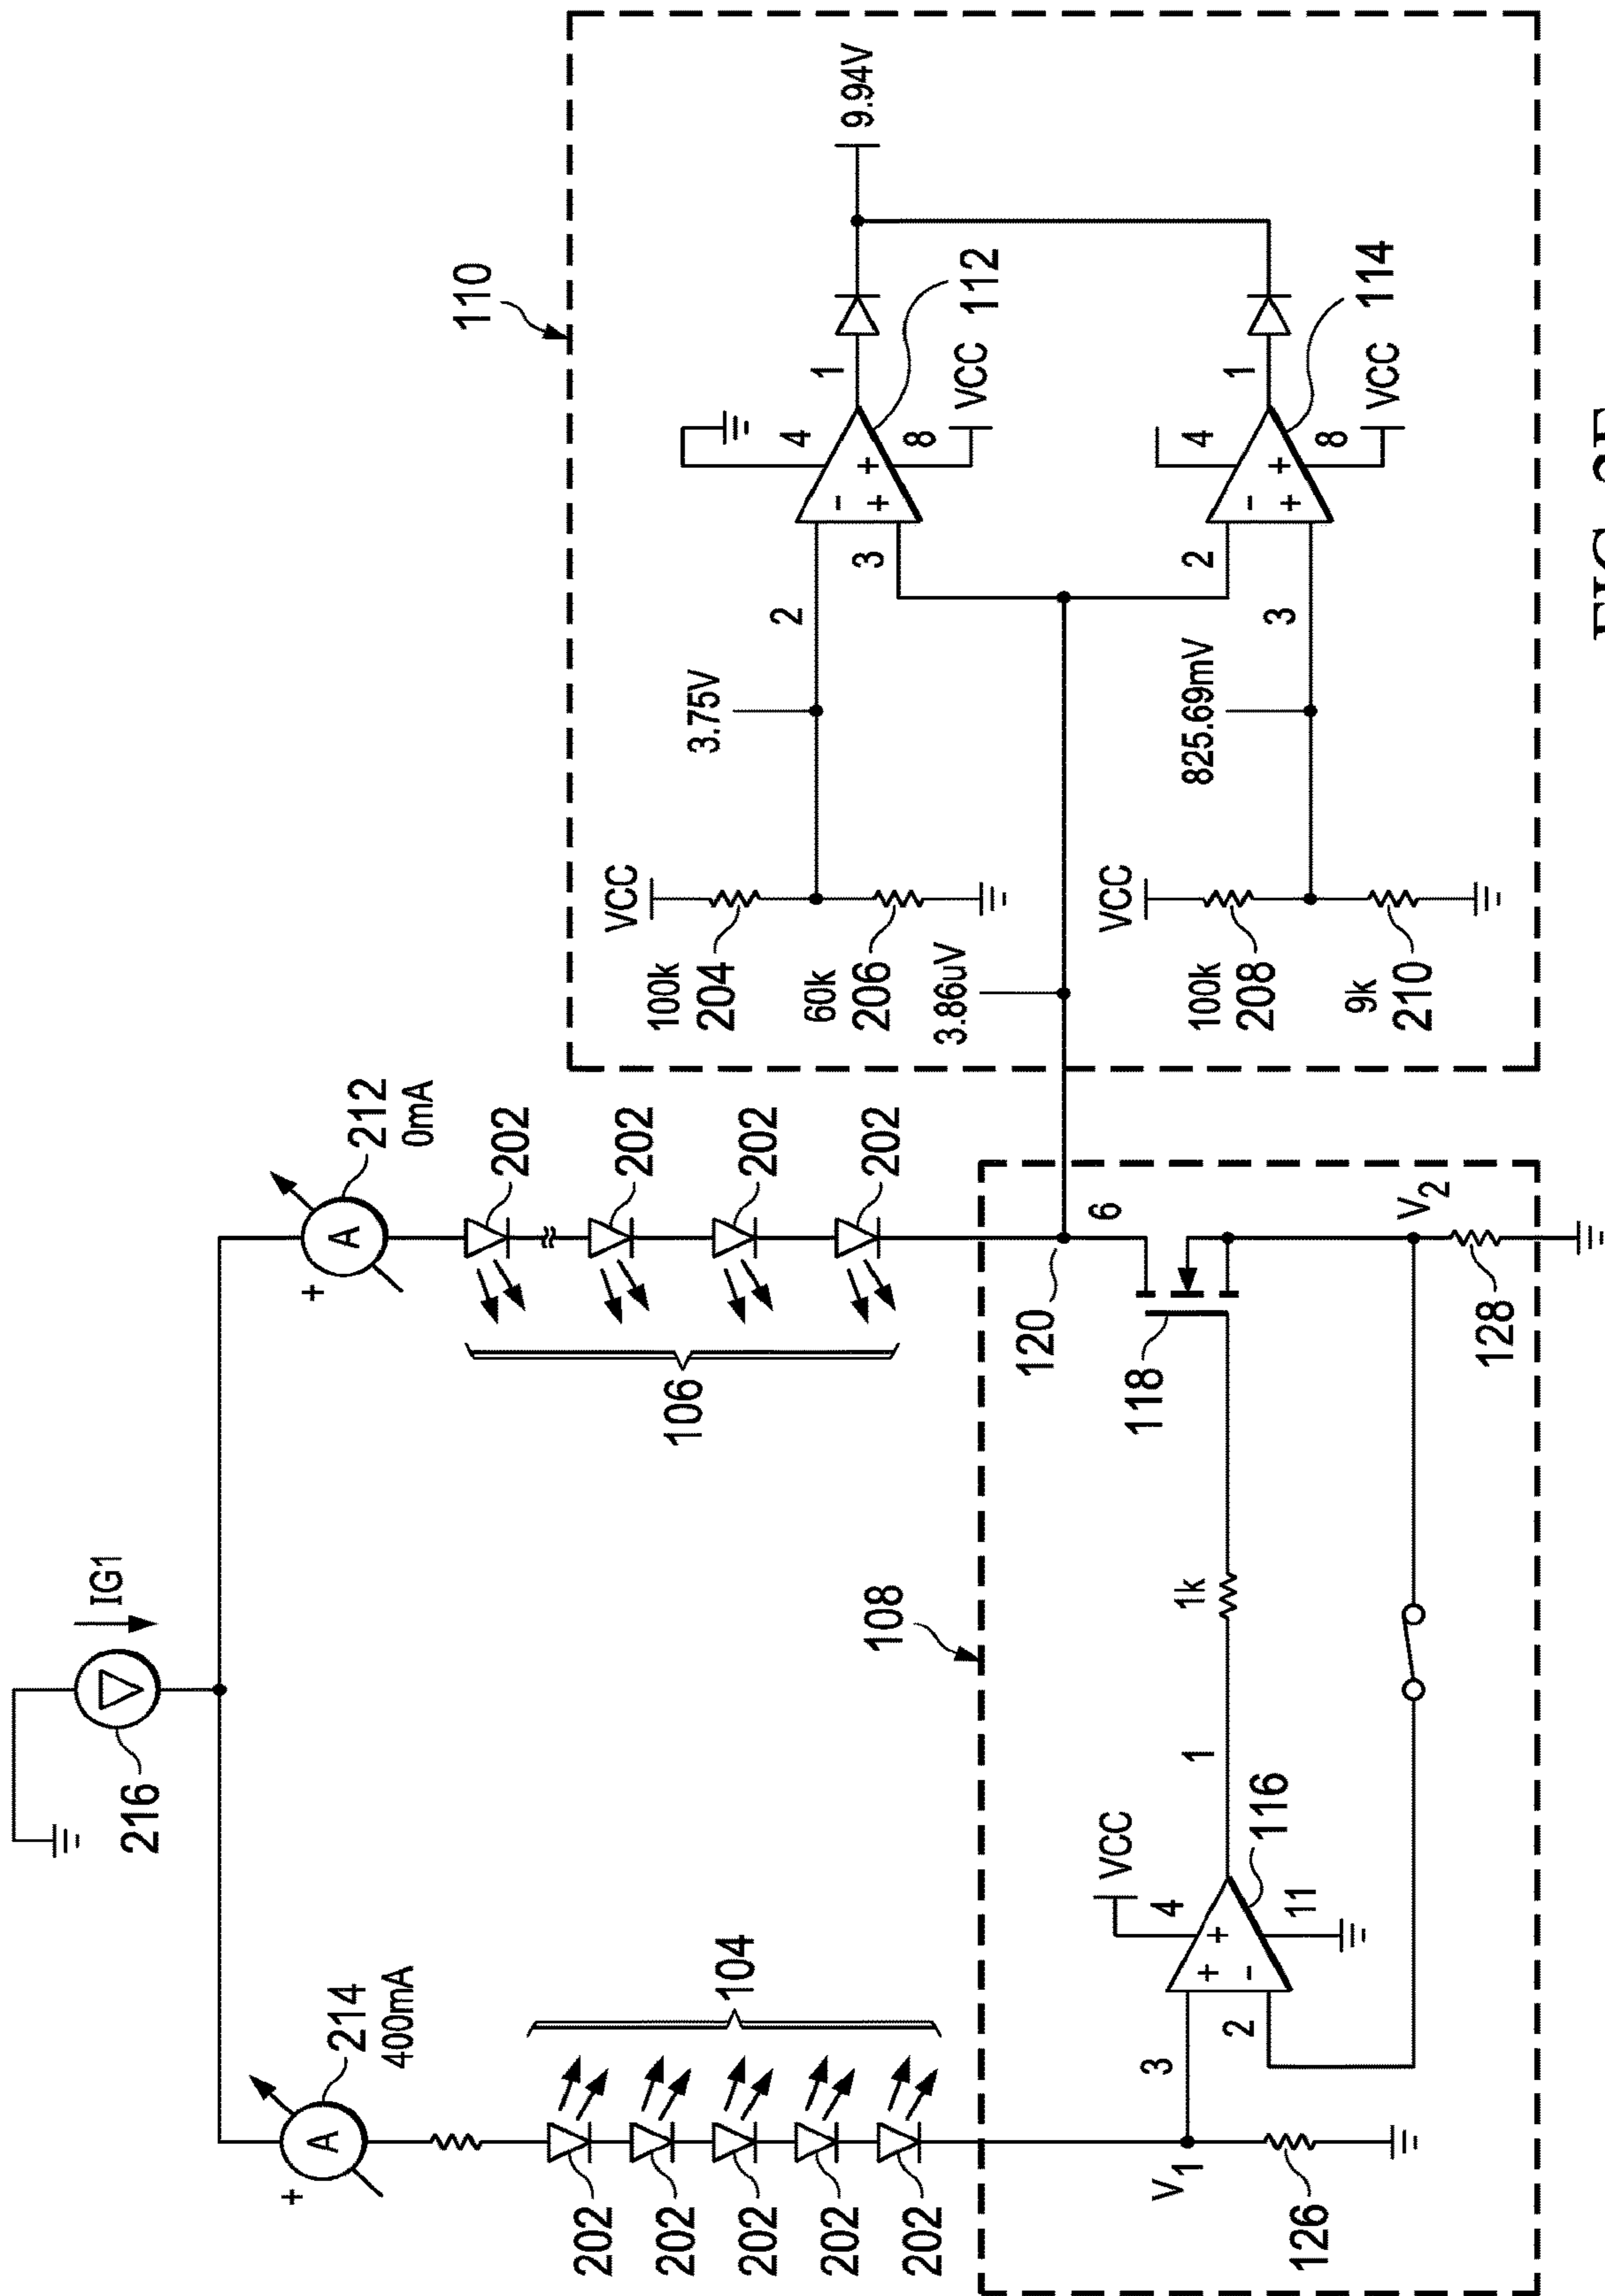 216
IG1
214
400mA
A
+
212
0mA
A
+
202
202
202
202
202
104
202
202
202
202
106
110
VCC
100k
204
60k
206
3.75V
2
3
-
+
+
4
8
VCC
1
112
9.94V
3.86uV
VCC
100k
208
9k
210
825.69mV
2
3
-
+
+
4
8
VCC
1
114
108
V1
126
3
2
+
-
+
VCC
4
11
116
1
1k
118
120
6
V2
128